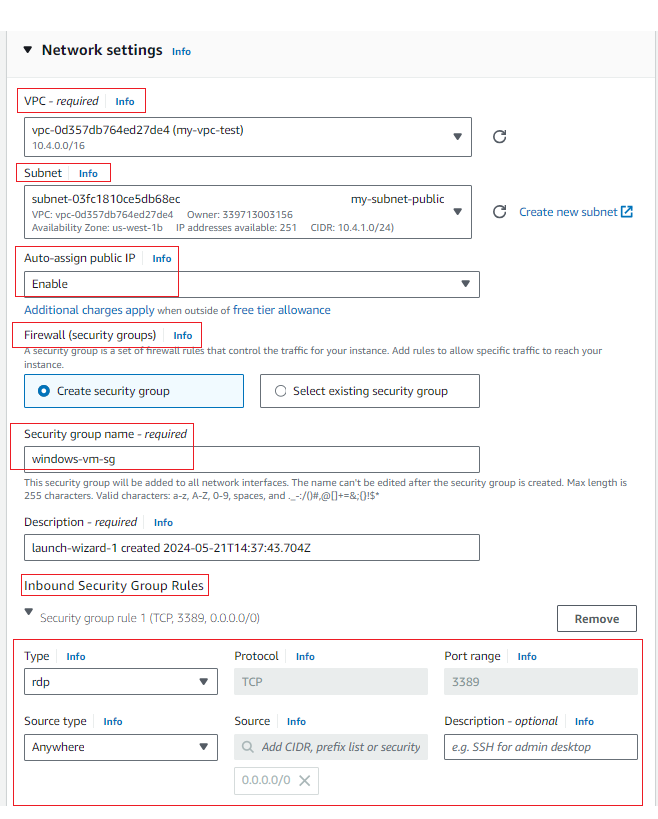 Network settings Info
VPC - required Info
vpc-0d357db764ed27de4 (my-vpc-test)
10.4.0.0/16
Subnet Info
subnet-03fc1810ce5db68ec my-subnet-public
VPC: vpc-0d357db764ed27de4 Owner: 339713003156
Availability Zone: us-west-1b IP addresses available: 251 CIDR: 10.4.1.0/24)
Create new subnet
Auto-assign public IP Info
Enable
Additional charges apply when outside of free tier allowance
Firewall (security groups) Info
A security group is a set of firewall rules that control the traffic for your instance. Add rules to allow specific traffic to reach your
instance.
Create security group
Select existing security group
Security group name - required
windows-vm-sg
This security group will be added to all network interfaces. The name can't be edited after the security group is created. Max length is
255 characters. Valid characters: a-z, A-Z, 0-9, spaces, and ._-:/()#,@[]+=&;{}!$*
Description - required Info
launch-wizard-1 created 2024-05-21T14:37:43.704Z
Inbound Security Group Rules
Security group rule 1 (TCP, 3389, 0.0.0.0/0)
Remove
Type Info Protocol Info Port range Info
rdp TCP 3389
Source type Info Source Info Description - optional Info
Anywhere Add CIDR, prefix list or security e.g. SSH for admin desktop
0.0.0.0/0